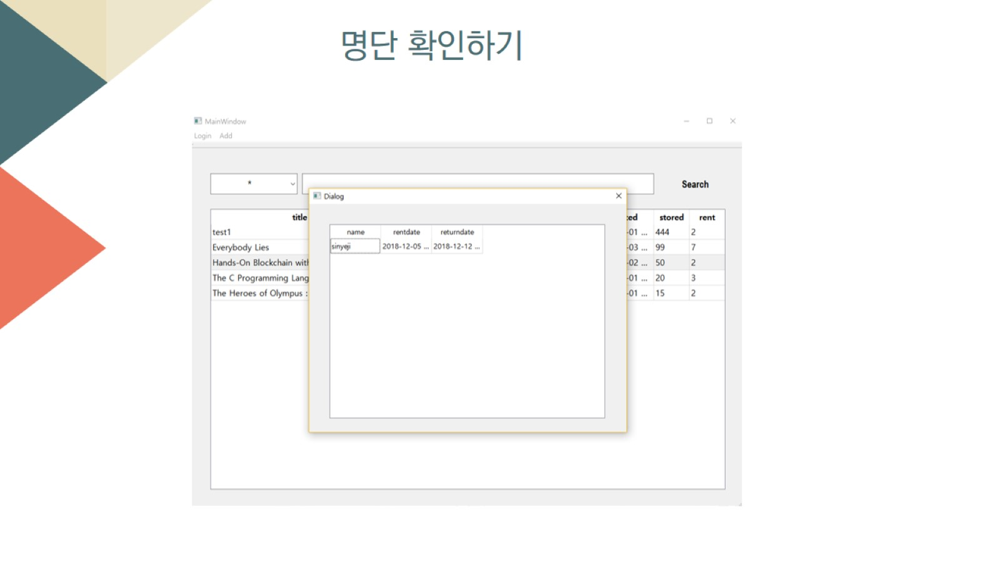 명단 확인하기
MainWindow
Login Add
*
Search
Dialog
title ed stored rent
name rentdate returndate
sinyeji 2018-12-05 ... 2018-12-12 ...
test1 -01 ... 444 2
Everybody Lies -03 ... 99 7
Hands-On Blockchain with -02 ... 50 2
The C Programming Lang -01 ... 20 3
The Heroes of Olympus : -01 ... 15 2